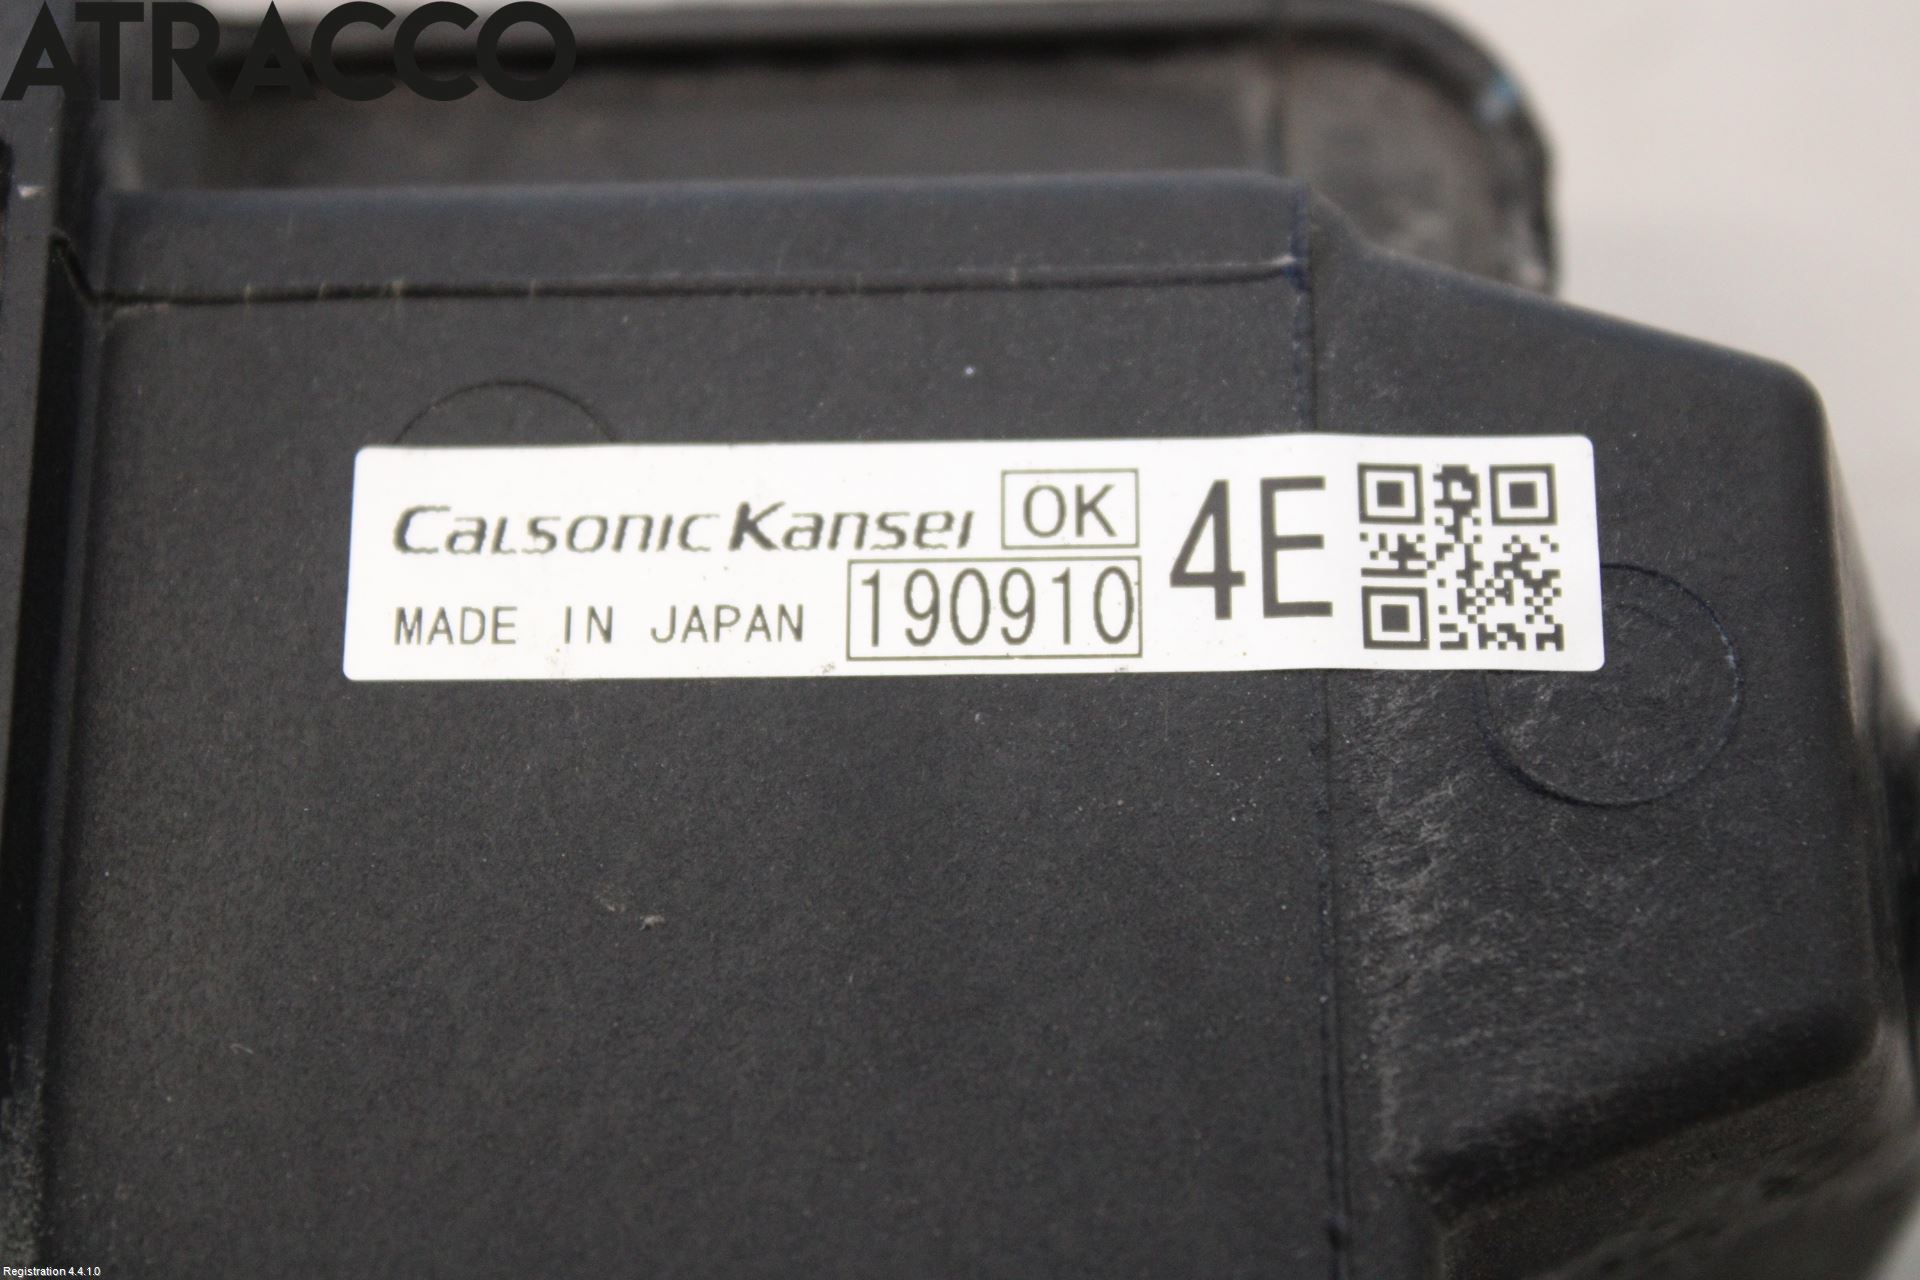 ATRACCO
CALSONIC KANSEI OK
MADE IN JAPAN 190910
4E
Registration 4.4.1.0